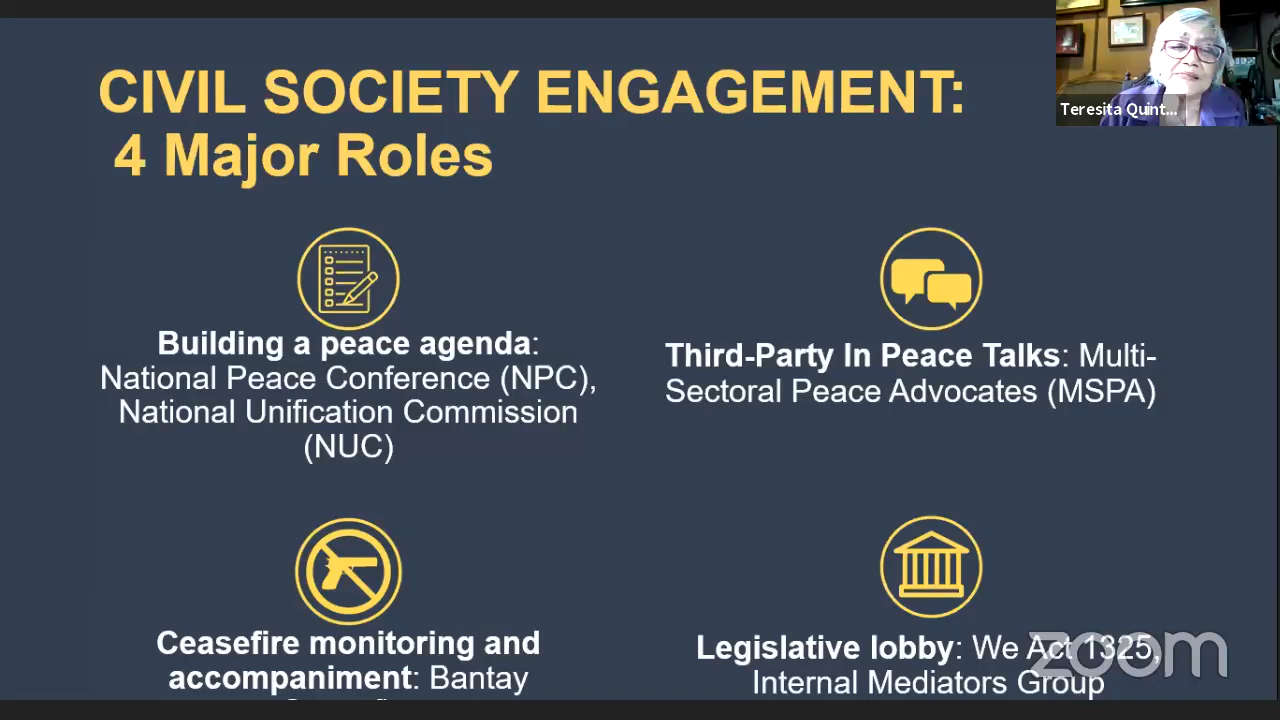 CIVIL SOCIETY ENGAGEMENT:
4 Major Roles
Teresita Quint...
Building a peace agenda:
National Peace Conference (NPC),
National Unification Commission
(NUC)
Third-Party In Peace Talks: Multi-
Sectoral Peace Advocates (MSPA)
Ceasefire monitoring and
accompaniment: Bantay
Legislative lobby: We Act 1325,
Internal Mediators Group
zoom